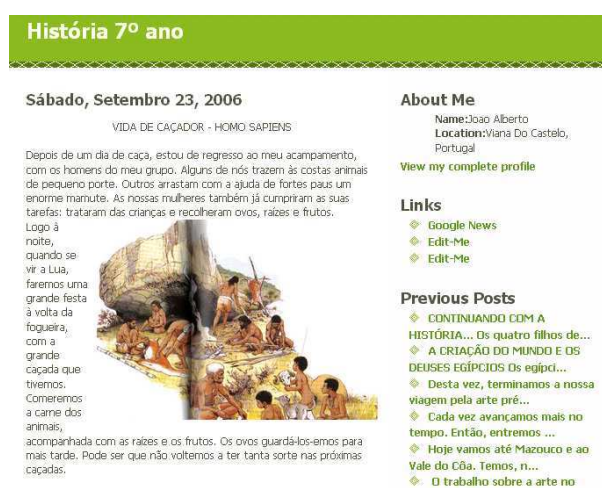 História 7º ano
Sábado, Setembro 23, 2006
VIDA DE CAÇADOR - HOMO SAPIENS
Depois de um dia de caça, estou de regresso ao meu acampamento,
com os homens do meu grupo. Alguns de nós trazem às costas animais
de pequeno porte. Outros arrastam com a ajuda de fortes paus um
enorme mamute. As nossas mulheres também já cumpriram as suas
tarefas: trataram das crianças e recolheram ovos, raízes e frutos.
Logo à
noite,
quando se
vir a Lua,
faremos uma
grande festa
à volta da
fogueira,
com a
grande
caçada que
tivemos.
Comeremos
a carne dos
animais,
acompanhada com as raízes e os frutos. Os ovos guardá-los-emos para
mais tarde. Pode ser que não voltemos a ter tanta sorte nas próximas
caçadas.
About Me
Name:Joao Alberto
Location:Viana Do Castelo,
Portugal
View my complete profile
Links
Google News
Edit-Me
Edit-Me
Previous Posts
CONTINUANDO COM A
HISTÓRIA... Os quatro filhos de...
A CRIAÇÃO DO MUNDO E OS
DEUSES EGÍPCIOS Os egípci...
Desta vez, terminamos a nossa
viagem pela arte pré...
Cada vez avançamos mais no
tempo. Então, entremos ...
Hoje vamos até Mazouco e ao
Vale do Côa. Temos, n...
O trabalho sobre a arte no